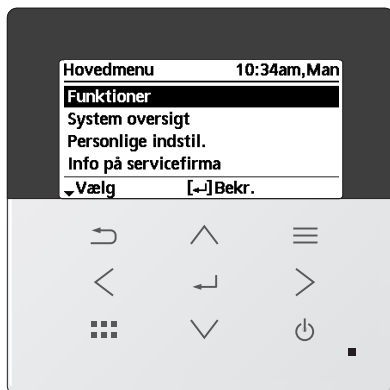 Hovedmenu 10:34am,Man
Funktioner
System oversigt
Personlige indstil.
Info på servicefirma
Vælg [↵]Bekr.